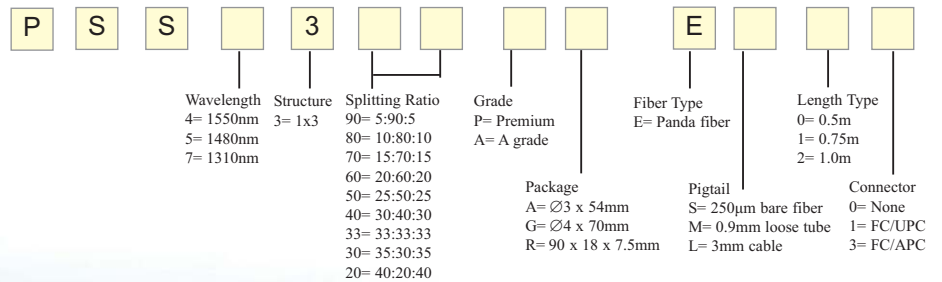 P S S 3 E
Wavelength
4= 1550nm
5= 1480nm
7= 1310nm
Structure
3= 1x3
Splitting Ratio
90= 5:90:5
80= 10:80:10
70= 15:70:15
60= 20:60:20
50= 25:50:25
40= 30:40:30
33= 33:33:33
30= 35:30:35
20= 40:20:40
Grade
P= Premium
A= A grade
Package
A= ∅3 x 54mm
G= ∅4 x 70mm
R= 90 x 18 x 7.5mm
Fiber Type
E= Panda fiber
Pigtail
S= 250μm bare fiber
M= 0.9mm loose tube
L= 3mm cable
Length Type
0= 0.5m
1= 0.75m
2= 1.0m
Connector
0= None
1= FC/UPC
3= FC/APC